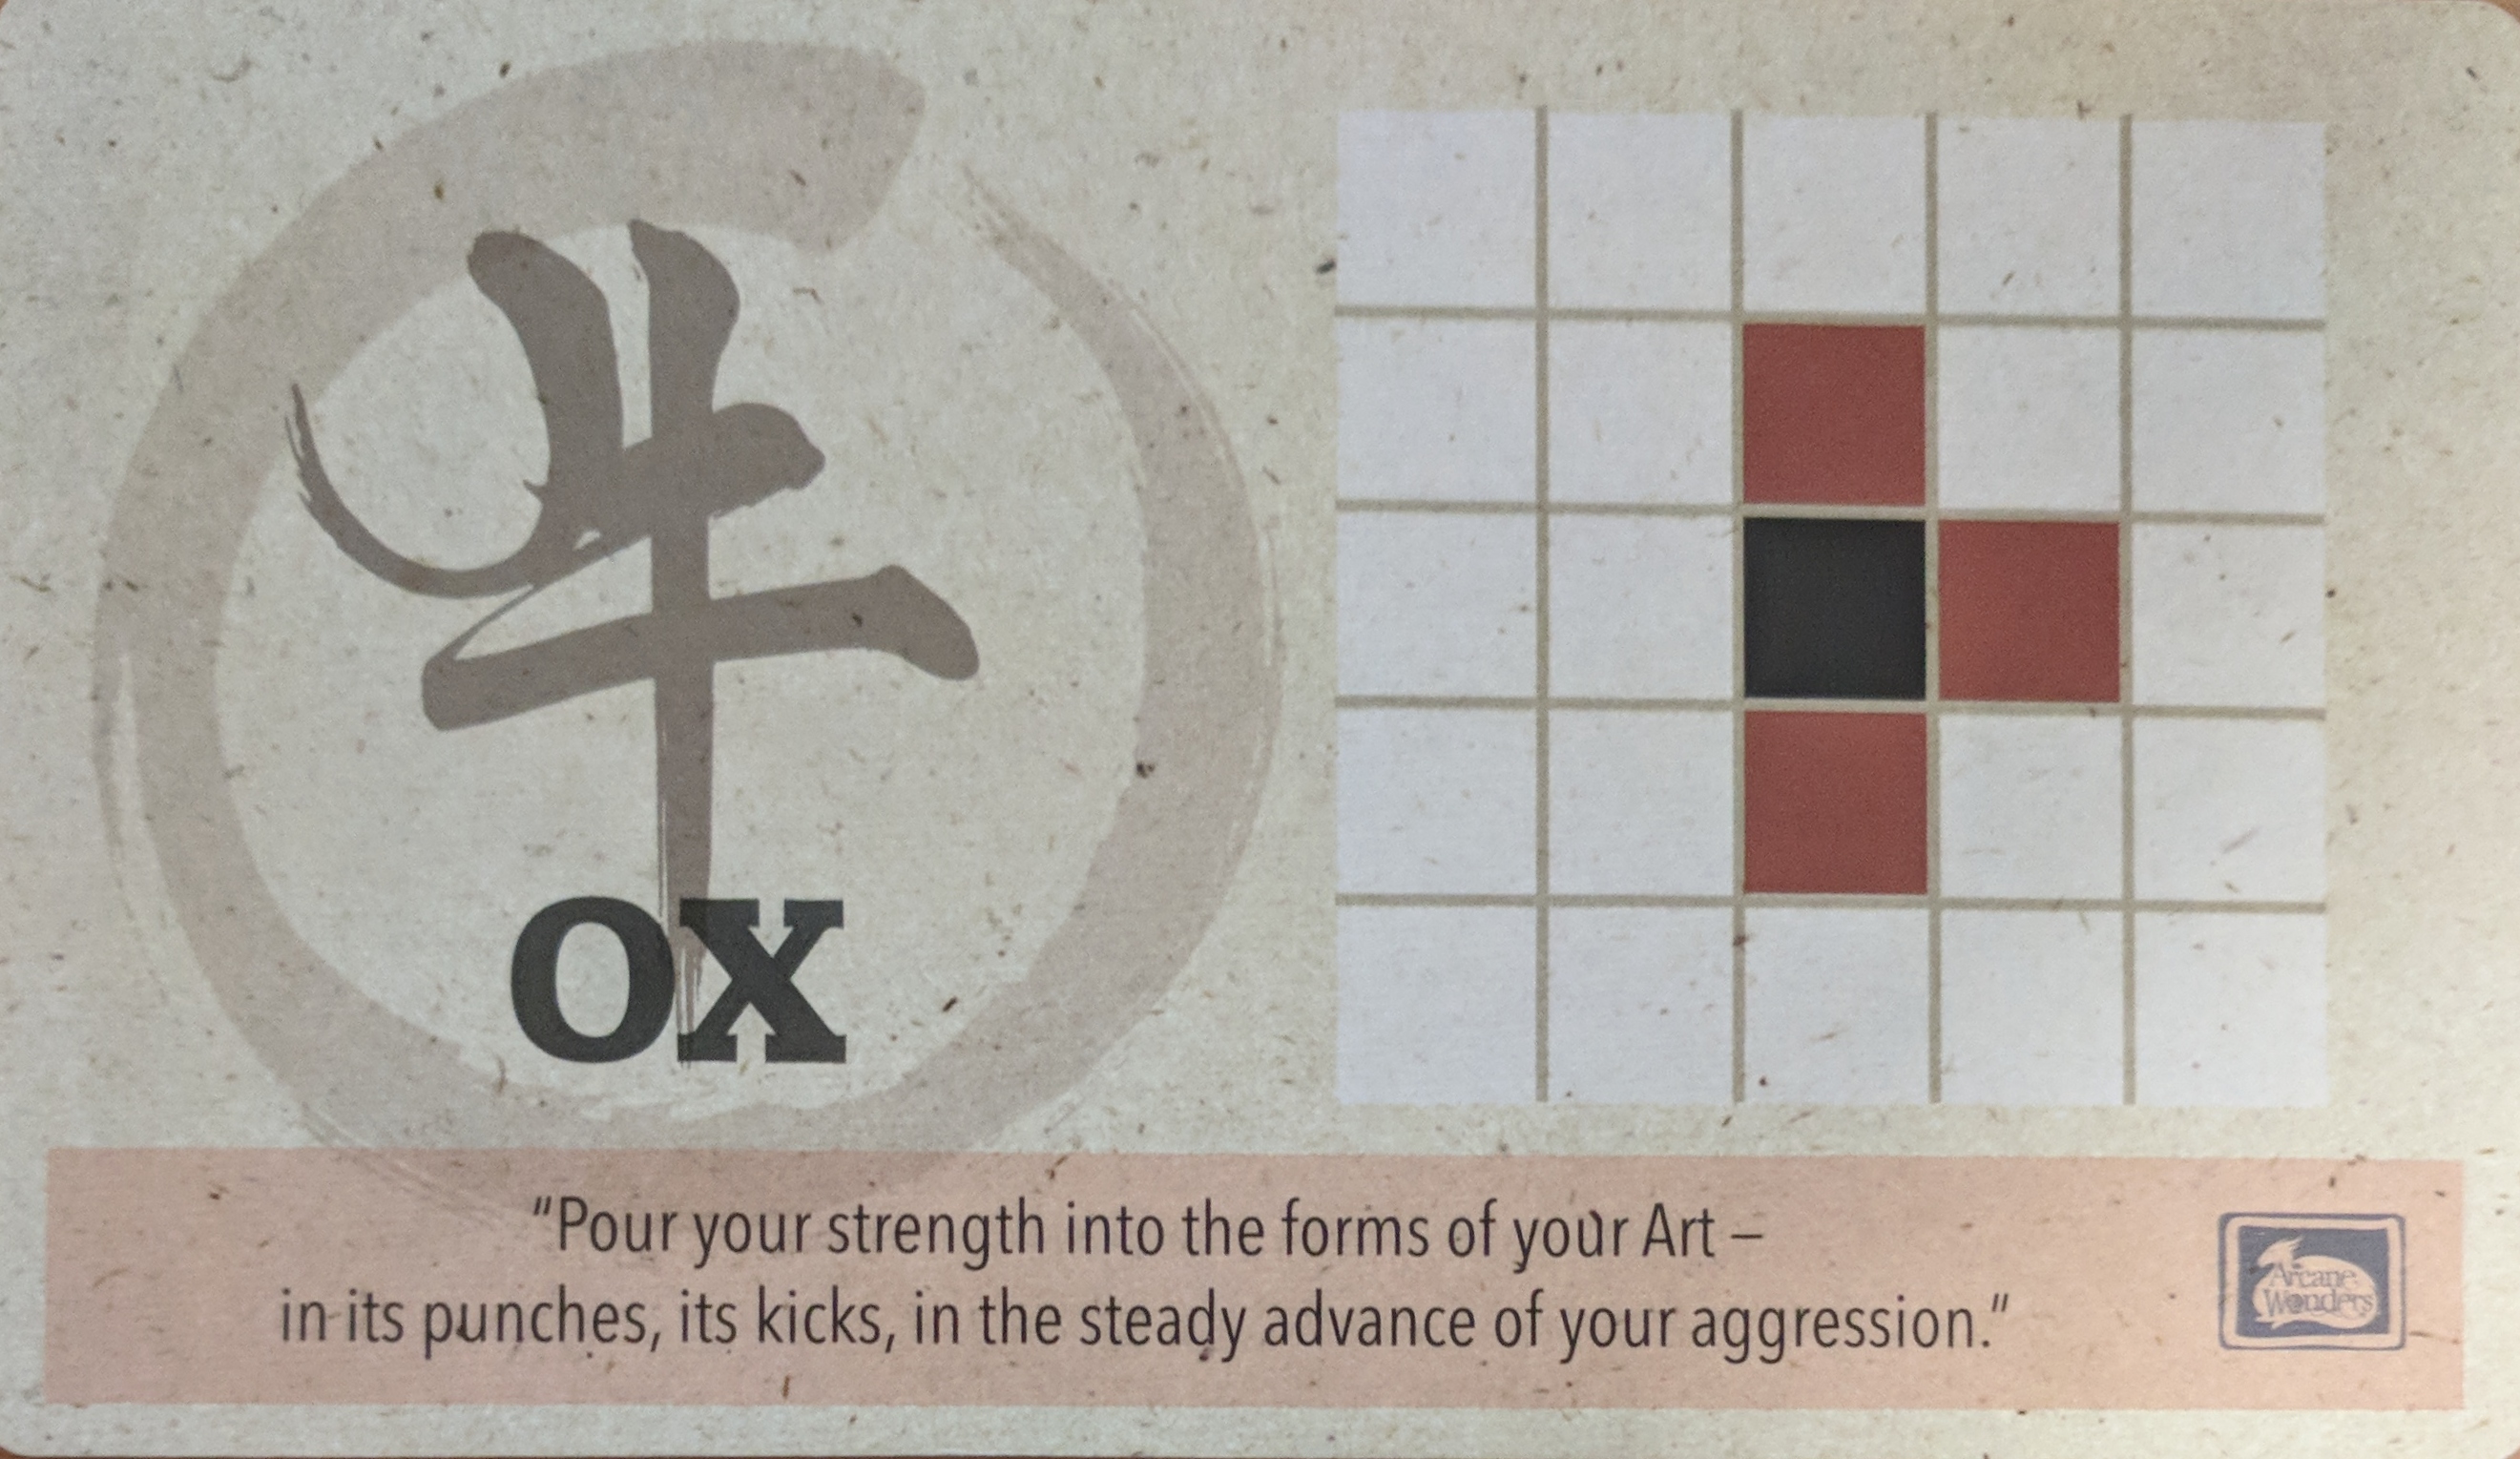 牛
OX
“Pour your strength into the forms of your Art –
in its punches, its kicks, in the steady advance of your aggression.”
Arcane
Wonders